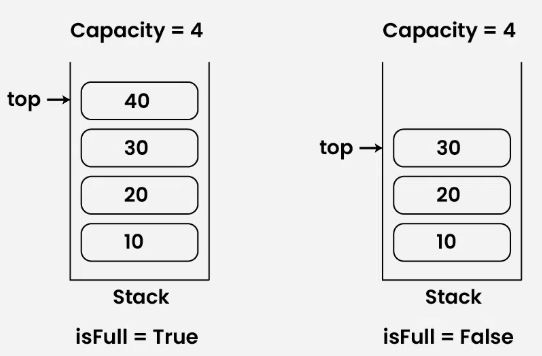 Capacity = 4
top
40
30
20
10
Stack
isFull = True
Capacity = 4
top
30
20
10
Stack
isFull = False